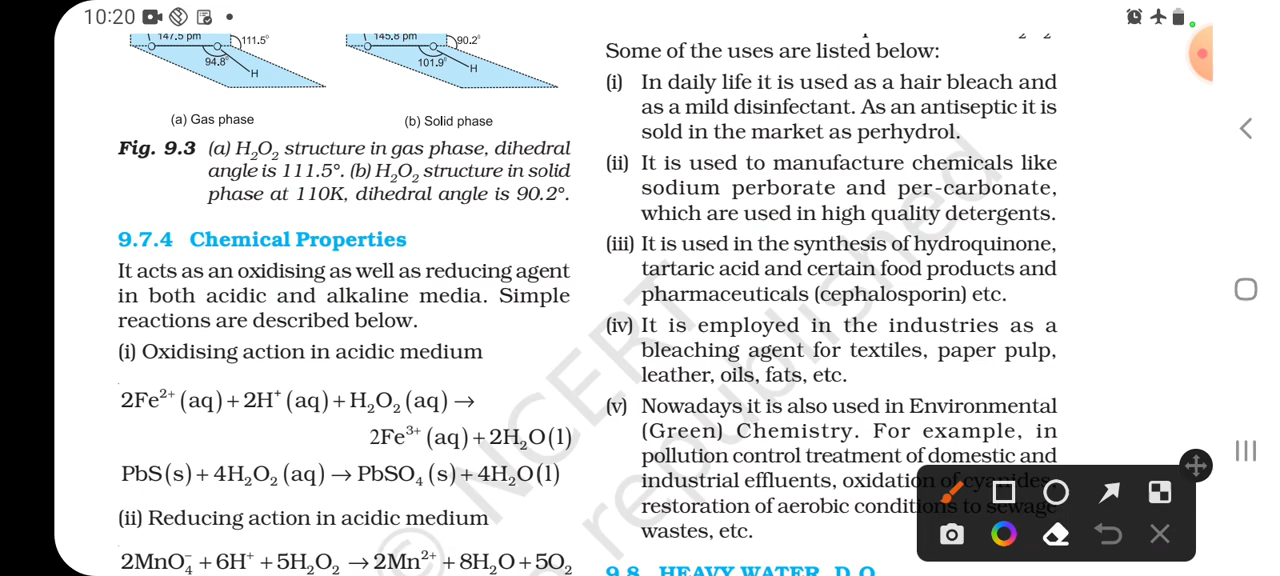 10:20
147.5 pm
111.5°
94.8°
H
145.8 pm
90.2°
101.9°
H
(a) Gas phase
(b) Solid phase
Fig. 9.3 (a) H₂O₂ structure in gas phase, dihedral
angle is 111.5°. (b) H₂O₂ structure in solid
phase at 110K, dihedral angle is 90.2°.
9.7.4 Chemical Properties
It acts as an oxidising as well as reducing agent
in both acidic and alkaline media. Simple
reactions are described below.
(i) Oxidising action in acidic medium
2Fe²⁺ (aq) + 2H⁺ (aq) + H₂O₂ (aq) →
2Fe³⁺ (aq) + 2H₂O(l)
PbS(s) + 4H₂O₂ (aq) → PbSO₄ (s) + 4H₂O(l)
(ii) Reducing action in acidic medium
2MnO₄⁻ + 6H⁺ + 5H₂O₂ → 2Mn²⁺ + 8H₂O + 5O₂
Some of the uses are listed below:
(i) In daily life it is used as a hair bleach and
as a mild disinfectant. As an antiseptic it is
sold in the market as perhydrol.
(ii) It is used to manufacture chemicals like
sodium perborate and per-carbonate,
which are used in high quality detergents.
(iii) It is used in the synthesis of hydroquinone,
tartaric acid and certain food products and
pharmaceuticals (cephalosporin) etc.
(iv) It is employed in the industries as a
bleaching agent for textiles, paper pulp,
leather, oils, fats, etc.
(v) Nowadays it is also used in Environmental
(Green) Chemistry. For example, in
pollution control treatment of domestic and
industrial effluents, oxidation of cyanides,
restoration of aerobic conditions to sewage
wastes, etc.
9.8 HEAVY WATER, D₂O
© NCERT
republished